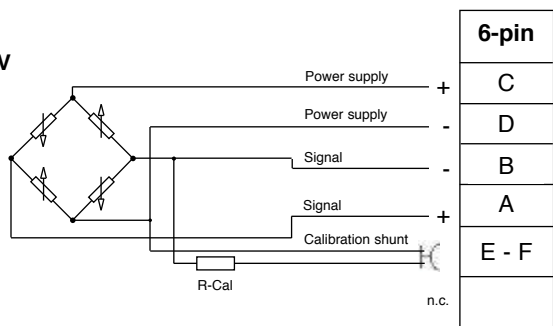 V
6-pin
Power supply + C
Power supply - D
Signal - B
Signal + A
Calibration shunt E - F
R-Cal
n.c.